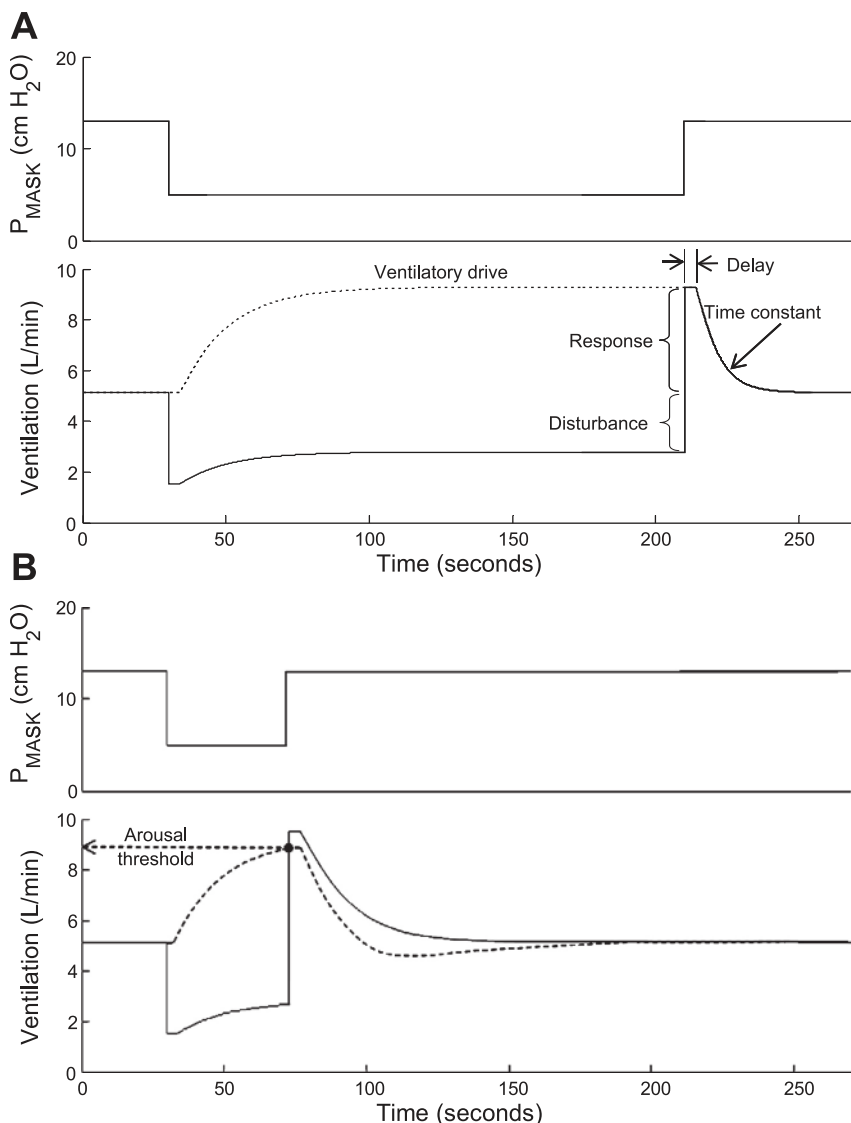 A
P_MASK (cm H₂O)
20
10
0
Ventilation (L/min)
10
8
6
4
2
0
Ventilatory drive
Delay
Time constant
Response
Disturbance
0 50 100 150 200 250
Time (seconds)
B
P_MASK (cm H₂O)
20
10
0
Ventilation (L/min)
10
8
6
4
2
0
Arousal
threshold
0 50 100 150 200 250
Time (seconds)